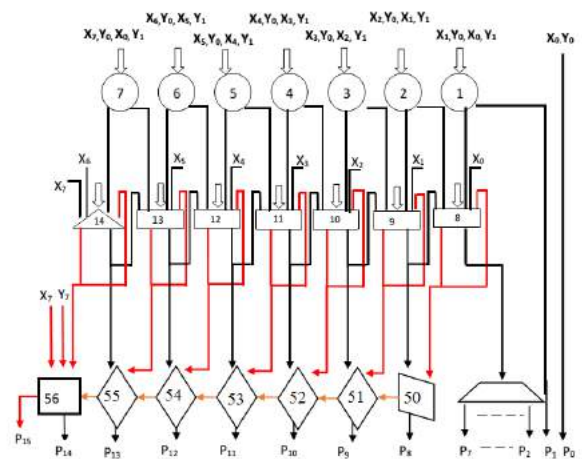 X₆,Y₀, X₅, Y₁ X₄,Y₀, X₃, Y₁ X₂,Y₀, X₁, Y₁
X₇,Y₀, X₀, Y₁ X₅,Y₀, X₄, Y₁ X₃,Y₀, X₂, Y₁ X₁,Y₀, X₀, Y₁ X₀,Y₀
7 6 5 4 3 2 1
X₆ X₅ X₄ X₃ X₂ X₁ X₀
X₇
14 13 12 11 10 9 8
X₇ Y₇
56 55 54 53 52 51 50
P₁₅ P₁₄ P₁₃ P₁₂ P₁₁ P₁₀ P₉ P₈ P₇ P₂ P₁ P₀